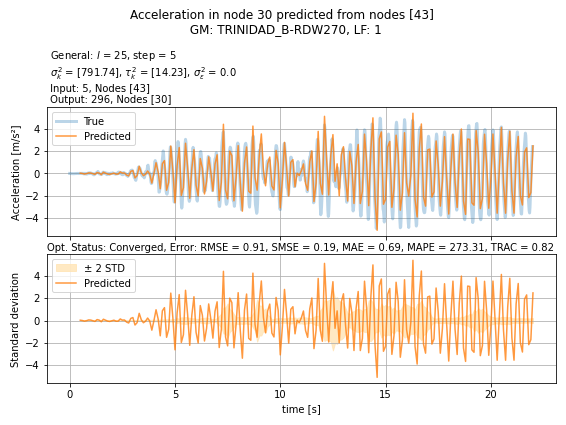 Acceleration in node 30 predicted from nodes [43]
GM: TRINIDAD_B-RDW270, LF: 1
General: l = 25, step = 5
σ²ₖ = [791.74], τ²ₖ = [14.23], σ²ε = 0.0
Input: 5, Nodes [43]
Output: 296, Nodes [30]
True
Predicted
Acceleration [m/s²]
4
2
0
−2
−4
Opt. Status: Converged, Error: RMSE = 0.91, SMSE = 0.19, MAE = 0.69, MAPE = 273.31, TRAC = 0.82
± 2 STD
Predicted
Standard deviation
4
2
0
−2
−4
0 5 10 15 20
time [s]